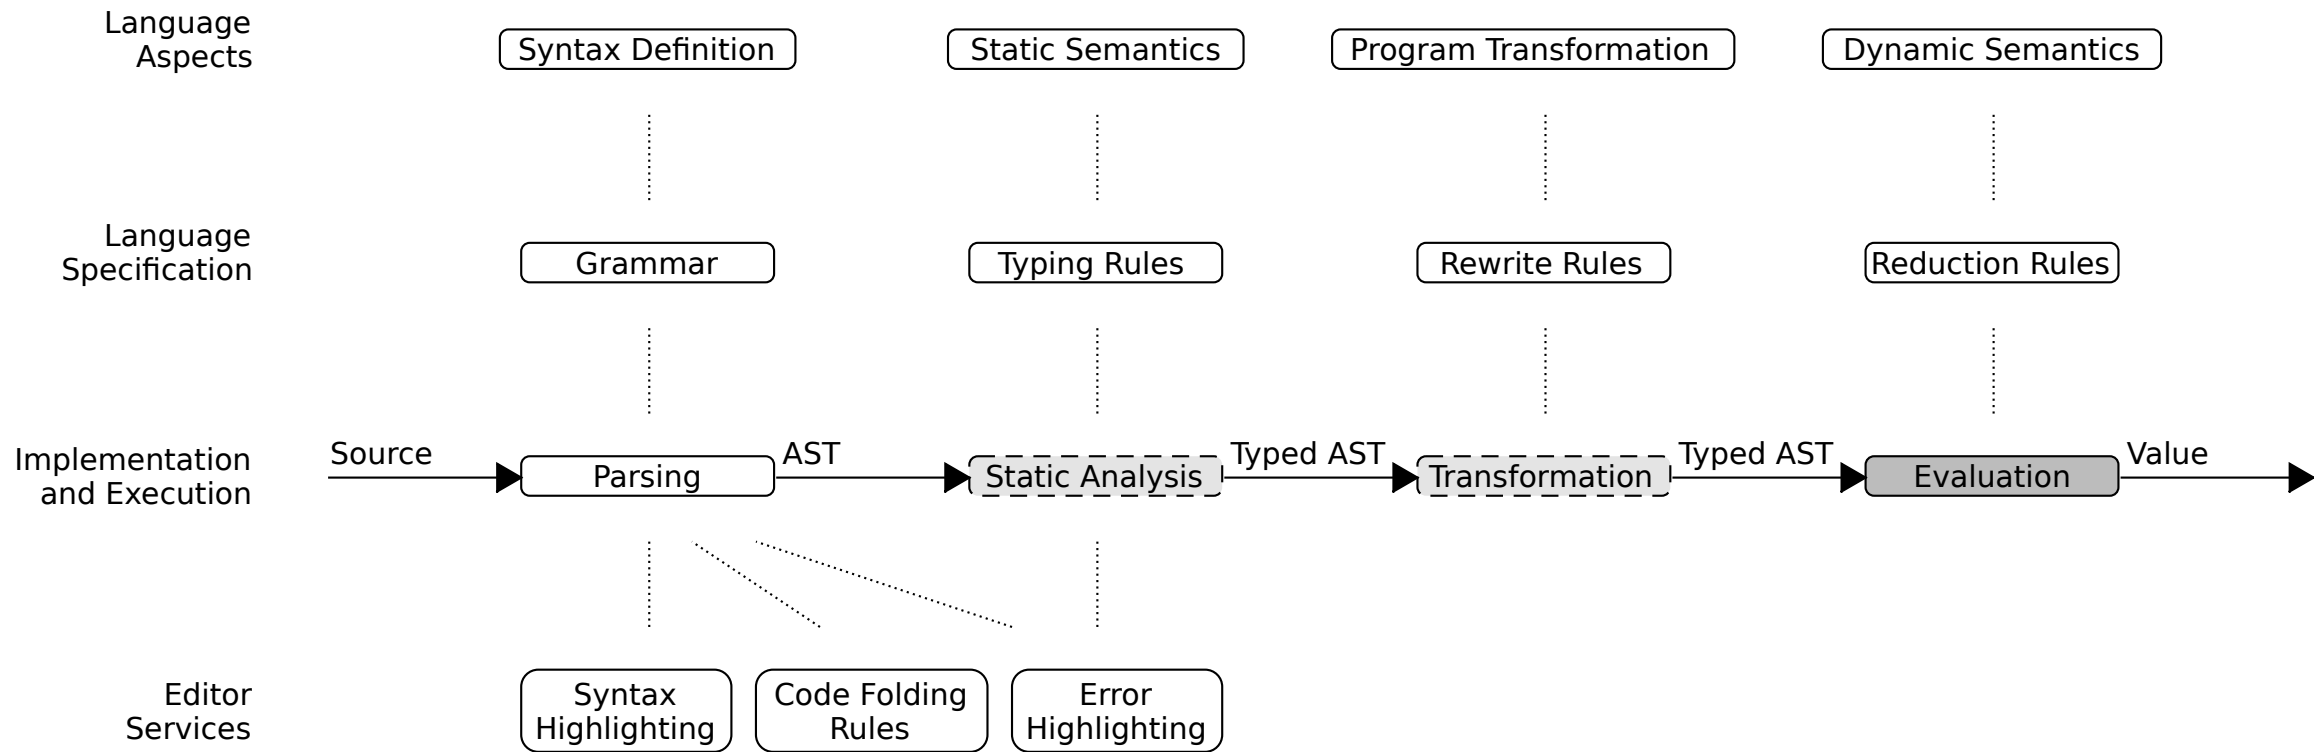 Language
Aspects
Syntax Definition
Static Semantics
Program Transformation
Dynamic Semantics
Language
Specification
Grammar
Typing Rules
Rewrite Rules
Reduction Rules
Implementation
and Execution
Source
Parsing
AST
Static Analysis
Typed AST
Transformation
Typed AST
Evaluation
Value
Editor
Services
Syntax
Highlighting
Code Folding
Rules
Error
Highlighting